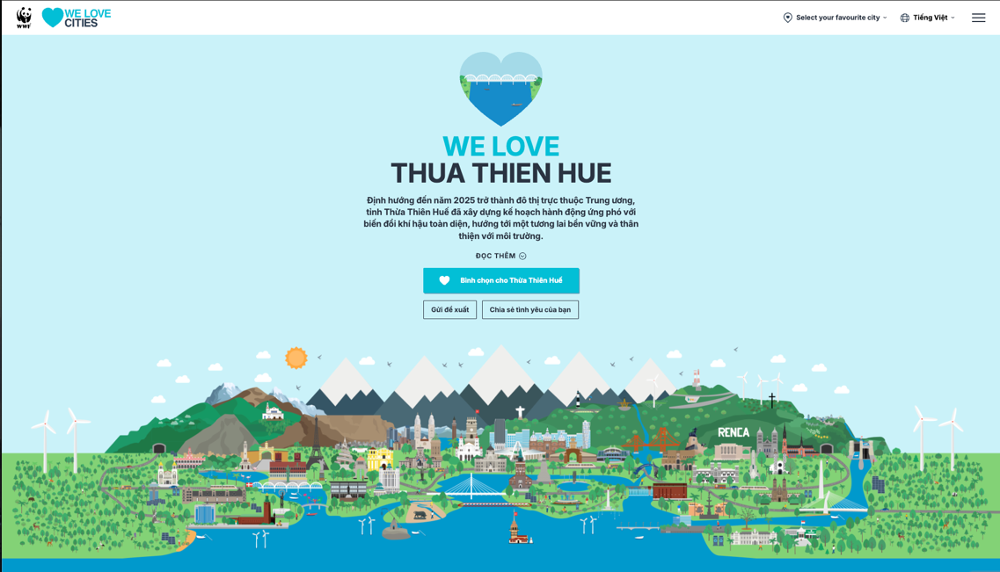 WWF
WE LOVE
CITIES
Select your favourite city
Tiếng Việt
WE LOVE
THUA THIEN HUE
Định hướng đến năm 2025 trở thành đô thị trực thuộc Trung ương,
tỉnh Thừa Thiên Huế đã xây dựng kế hoạch hành động ứng phó với
biến đổi khí hậu toàn diện, hướng tới một tương lai bền vững và thân
thiện với môi trường.
ĐỌC THÊM
Bình chọn cho Thừa Thiên Huế
Gửi đề xuất
Chia sẻ tình yêu của bạn
RENCA